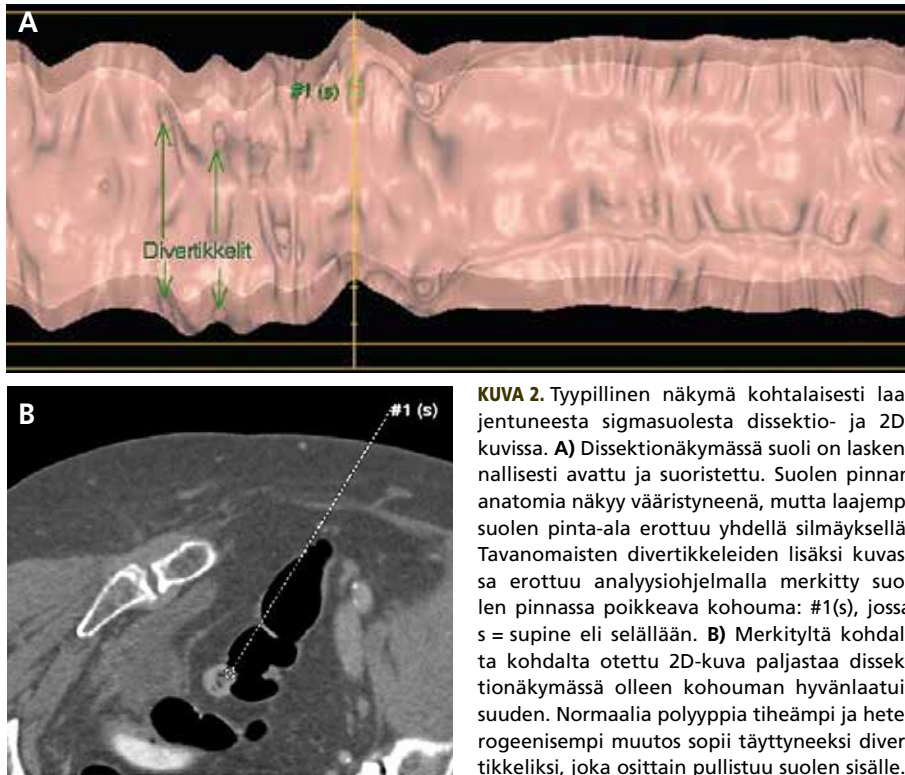 A
#1 (s)
Divertikkelit
B
#1 (s)
KUVA 2. Tyypillinen näkymä kohtalaisesti laa
jentuneesta sigmasuolesta dissektio- ja 2D
kuvissa. A) Dissektionäkymässä suoli on lasken
nallisesti avattu ja suoristettu. Suolen pinnan
anatomia näkyy vääristyneenä, mutta laajemp
suolen pinta-ala erottuu yhdellä silmäyksellä
Tavanomaisten divertikkeleiden lisäksi kuvas
sa erottuu analyysiohjelmalla merkitty suo
len pinnassa poikkeava kohouma: #1(s), jossa
s = supine eli selällään. B) Merkityltä kohdal
ta kohdalta otettu 2D-kuva paljastaa dissek
tionäkymässä olleen kohouman hyvänlaatui
suuden. Normaalia polyyppia tiheämpi ja hete
rogeenisempi muutos sopii täyttyneeksi diver
tikkeliksi, joka osittain pullistuu suolen sisälle.